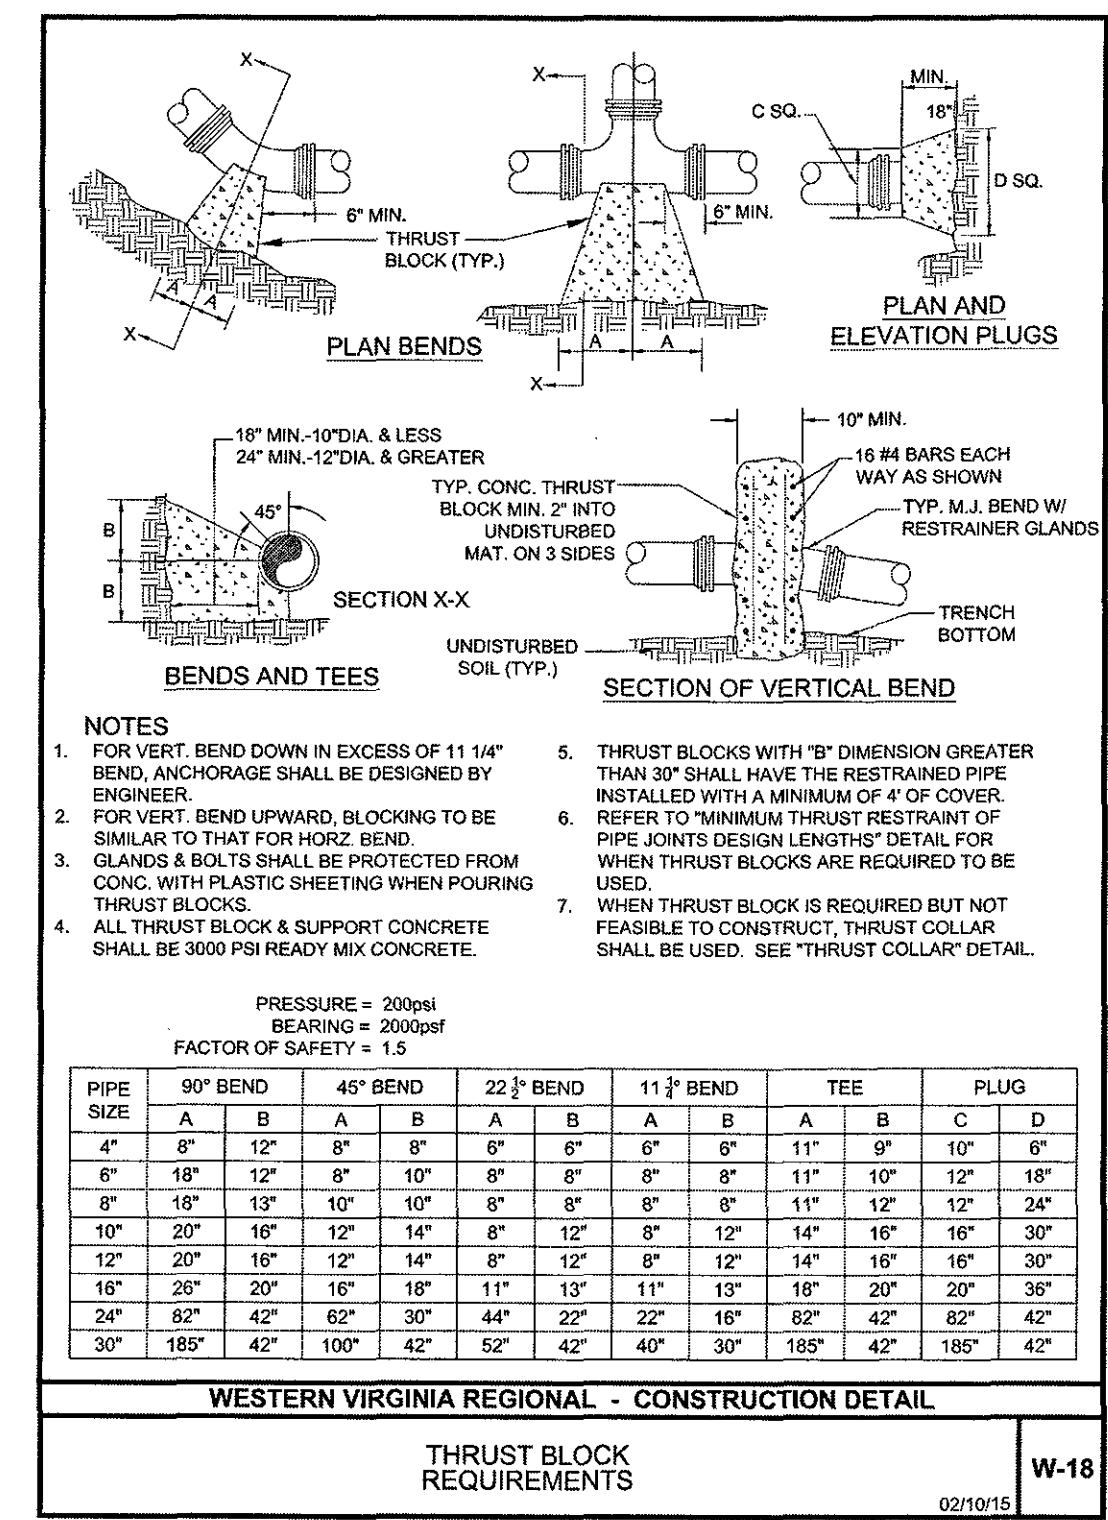 X
6" MIN.
THRUST
BLOCK (TYP.)
A
A
X
PLAN BENDS
X
6" MIN.
A
A
X
MIN.
C SQ.
18"
D SQ.
PLAN AND
ELEVATION PLUGS
18" MIN.-10"DIA. & LESS
24" MIN.-12"DIA. & GREATER
B
45°
B
SECTION X-X
BENDS AND TEES
10" MIN.
16 #4 BARS EACH
WAY AS SHOWN
TYP. CONC. THRUST
BLOCK MIN. 2" INTO
UNDISTURBED
MAT. ON 3 SIDES
TYP. M.J. BEND W/
RESTRAINER GLANDS
TRENCH
BOTTOM
UNDISTURBED
SOIL (TYP.)
SECTION OF VERTICAL BEND
NOTES
1. FOR VERT. BEND DOWN IN EXCESS OF 11 1/4"
BEND, ANCHORAGE SHALL BE DESIGNED BY
ENGINEER.
2. FOR VERT. BEND UPWARD, BLOCKING TO BE
SIMILAR TO THAT FOR HORZ. BEND.
3. GLANDS & BOLTS SHALL BE PROTECTED FROM
CONC. WITH PLASTIC SHEETING WHEN POURING
THRUST BLOCKS.
4. ALL THRUST BLOCK & SUPPORT CONCRETE
SHALL BE 3000 PSI READY MIX CONCRETE.
5. THRUST BLOCKS WITH "B" DIMENSION GREATER
THAN 30" SHALL HAVE THE RESTRAINED PIPE
INSTALLED WITH A MINIMUM OF 4' OF COVER.
6. REFER TO "MINIMUM THRUST RESTRAINT OF
PIPE JOINTS DESIGN LENGTHS" DETAIL FOR
WHEN THRUST BLOCKS ARE REQUIRED TO BE
USED.
7. WHEN THRUST BLOCK IS REQUIRED BUT NOT
FEASIBLE TO CONSTRUCT, THRUST COLLAR
SHALL BE USED. SEE "THRUST COLLAR" DETAIL.
PRESSURE = 200psi
BEARING = 2000psf
FACTOR OF SAFETY = 1.5
PIPE SIZE 90° BEND 45° BEND 22 1/2° BEND 11 1/4° BEND TEE PLUG
A B A B A B A B A B C D
4" 8" 12" 8" 8" 6" 6" 6" 6" 11" 9" 10" 6"
6" 18" 12" 8" 10" 8" 8" 8" 8" 11" 10" 12" 18"
8" 18" 13" 10" 10" 8" 8" 8" 8" 11" 12" 12" 24"
10" 20" 16" 12" 14" 8" 12" 8" 12" 14" 16" 16" 30"
12" 20" 16" 12" 14" 8" 12" 8" 12" 14" 16" 16" 30"
16" 26" 20" 16" 18" 11" 13" 11" 13" 18" 20" 20" 36"
24" 82" 42" 62" 30" 44" 22" 22" 16" 82" 42" 82" 42"
30" 185" 42" 100" 42" 52" 42" 40" 30" 185" 42" 185" 42"
WESTERN VIRGINIA REGIONAL - CONSTRUCTION DETAIL
THRUST BLOCK
REQUIREMENTS
W-18
02/10/15